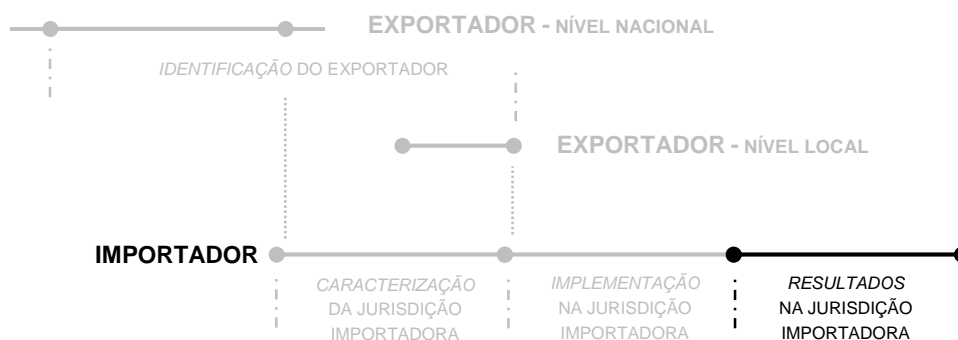 EXPORTADOR - NÍVEL NACIONAL
IDENTIFICAÇÃO DO EXPORTADOR
EXPORTADOR - NÍVEL LOCAL
IMPORTADOR
CARACTERIZAÇÃO
DA JURISDIÇÃO
IMPORTADORA
IMPLEMENTAÇÃO
NA JURISDIÇÃO
IMPORTADORA
RESULTADOS
NA JURISDIÇÃO
IMPORTADORA